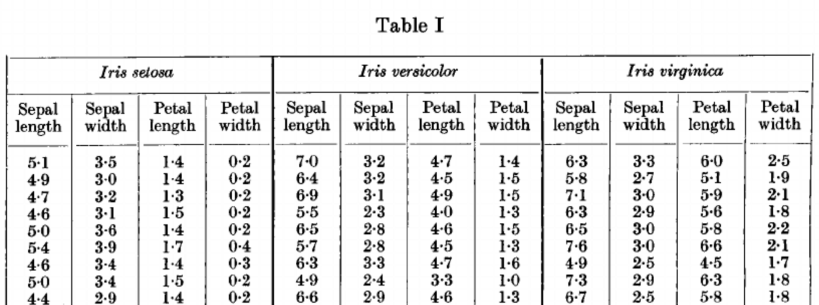 Table I
Iris setosa Iris versicolor Iris virginica
Sepal length Sepal width Petal length Petal width Sepal length Sepal width Petal length Petal width Sepal length Sepal width Petal length Petal width
5·1 3·5 1·4 0·2 7·0 3·2 4·7 1·4 6·3 3·3 6·0 2·5
4·9 3·0 1·4 0·2 6·4 3·2 4·5 1·5 5·8 2·7 5·1 1·9
4·7 3·2 1·3 0·2 6·9 3·1 4·9 1·5 7·1 3·0 5·9 2·1
4·6 3·1 1·5 0·2 5·5 2·3 4·0 1·3 6·3 2·9 5·6 1·8
5·0 3·6 1·4 0·2 6·5 2·8 4·6 1·5 6·5 3·0 5·8 2·2
5·4 3·9 1·7 0·4 5·7 2·8 4·5 1·3 7·6 3·0 6·6 2·1
4·6 3·4 1·4 0·3 6·3 3·3 4·7 1·6 4·9 2·5 4·5 1·7
5·0 3·4 1·5 0·2 4·9 2·4 3·3 1·0 7·3 2·9 6·3 1·8
4·4 2·9 1·4 0·2 6·6 2·9 4·6 1·3 6·7 2·5 5·8 1·8